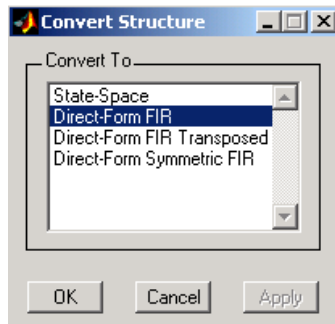 Convert Structure
Convert To
State-Space
Direct-Form FIR
Direct-Form FIR Transposed
Direct-Form Symmetric FIR
OK Cancel Apply